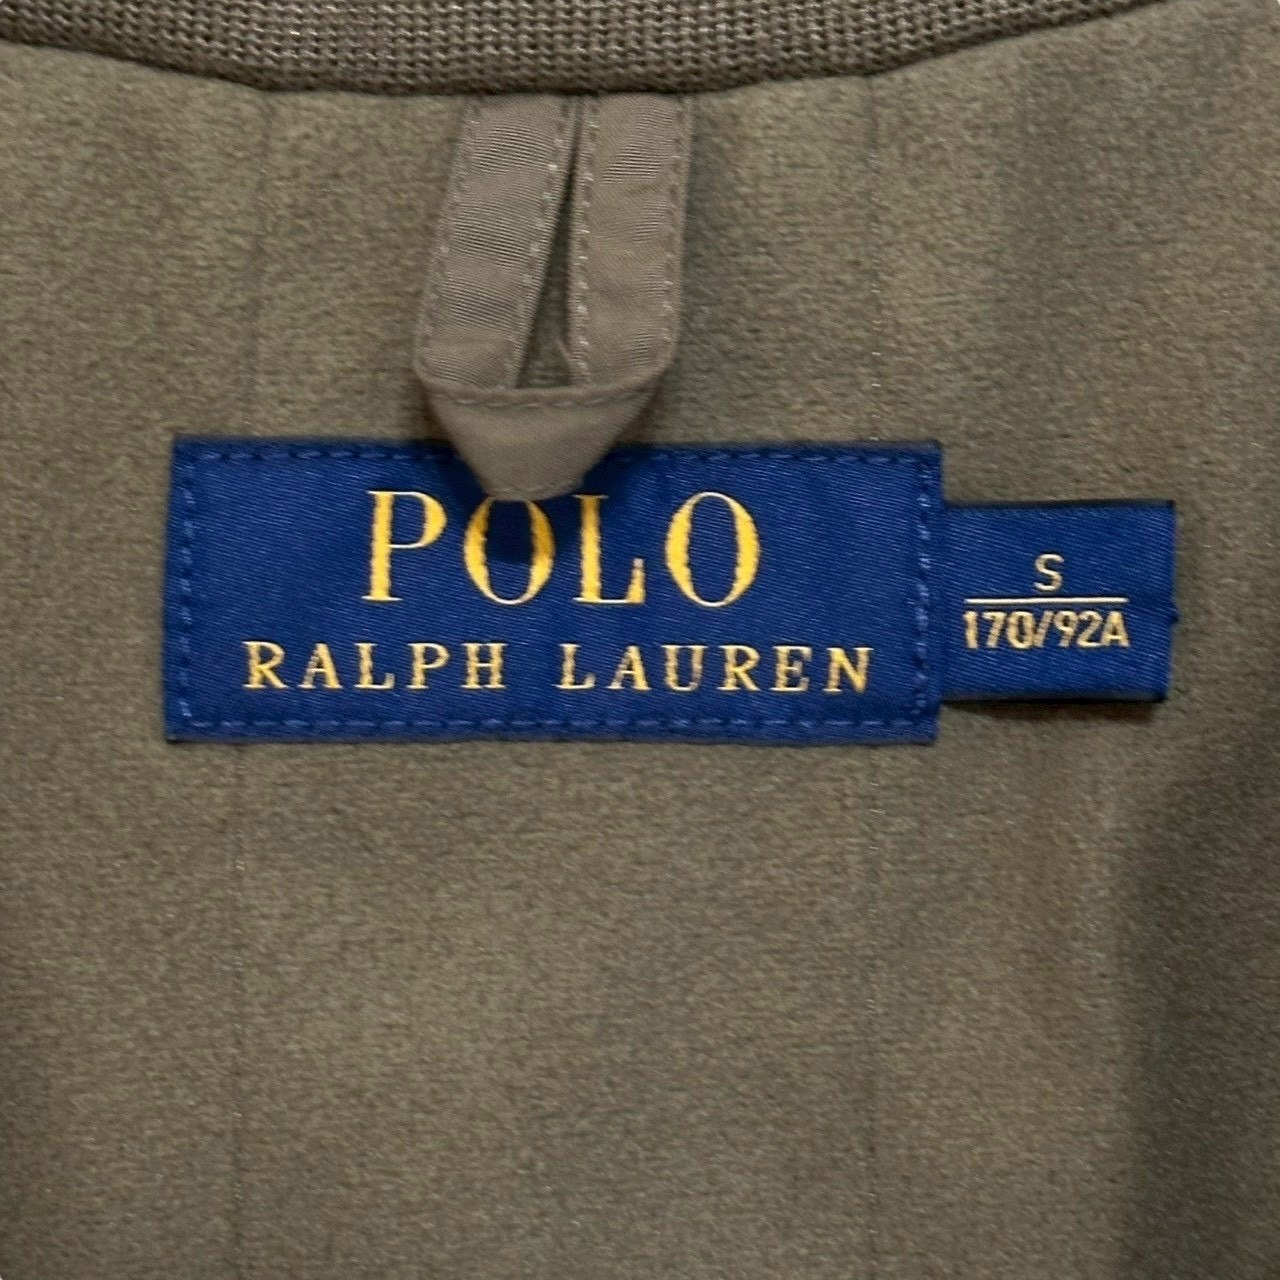 POLO
RALPH LAUREN
S
170/92A